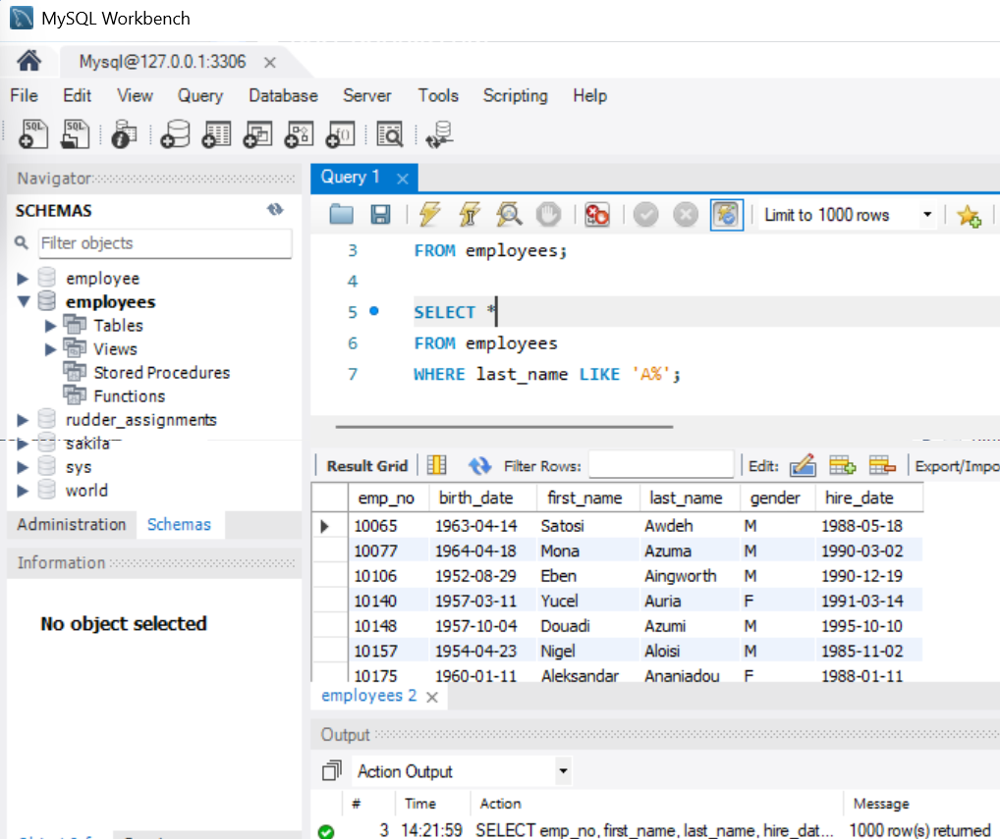 MySQL Workbench
Mysql@127.0.0.1:3306
File Edit View Query Database Server Tools Scripting Help
SQL SQL f()
Navigator
SCHEMAS
Filter objects
employee
employees
Tables
Views
Stored Procedures
Functions
rudder_assignments
sakila
sys
world
Administration Schemas
Information
No object selected
Query 1
Limit to 1000 rows
3 FROM employees;
4
5 SELECT *
6 FROM employees
7 WHERE last_name LIKE 'A%';
Result Grid Filter Rows: Edit: Export/Impo
emp_no birth_date first_name last_name gender hire_date
10065 1963-04-14 Satosi Awdeh M 1988-05-18
10077 1964-04-18 Mona Azuma M 1990-03-02
10106 1952-08-29 Eben Aingworth M 1990-12-19
10140 1957-03-11 Yucel Auria F 1991-03-14
10148 1957-10-04 Douadi Azumi M 1995-10-10
10157 1954-04-23 Nigel Aloisi M 1985-11-02
10175 1960-01-11 Aleksandar Ananiadou F 1988-01-11
employees 2
Output
Action Output
# Time Action Message
3 14:21:59 SELECT emp_no, first_name, last_name, hire_dat... 1000 row(s) returned